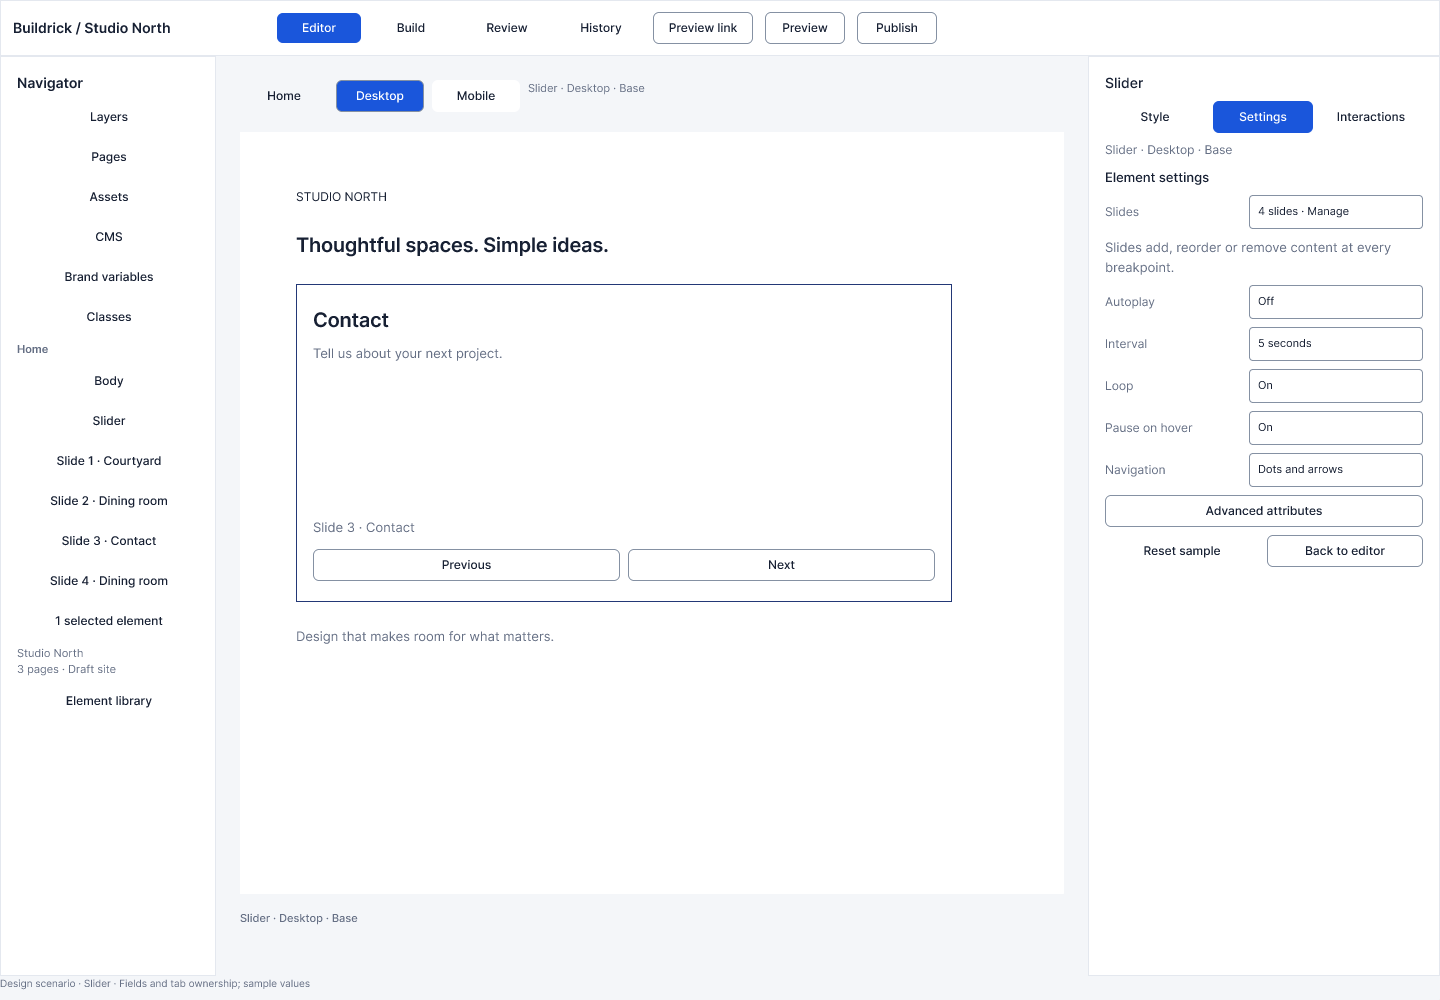 Buildrick / Studio North
Editor
Build
Review
History
Preview link
Preview
Publish
Navigator
Layers
Pages
Assets
CMS
Brand variables
Classes
Home
Body
Slider
Slide 1 · Courtyard
Slide 2 · Dining room
Slide 3 · Contact
Slide 4 · Dining room
1 selected element
Studio North
3 pages · Draft site
Element library
Home
Desktop
Mobile
Slider · Desktop · Base
STUDIO NORTH
Thoughtful spaces. Simple ideas.
Contact
Tell us about your next project.
Slide 3 · Contact
Previous
Next
Design that makes room for what matters.
Slider · Desktop · Base
Slider
Style
Settings
Interactions
Slider · Desktop · Base
Element settings
Slides
4 slides · Manage
Slides add, reorder or remove content at every
breakpoint.
Autoplay
Off
Interval
5 seconds
Loop
On
Pause on hover
On
Navigation
Dots and arrows
Advanced attributes
Reset sample
Back to editor
Design scenario · Slider · Fields and tab ownership; sample values